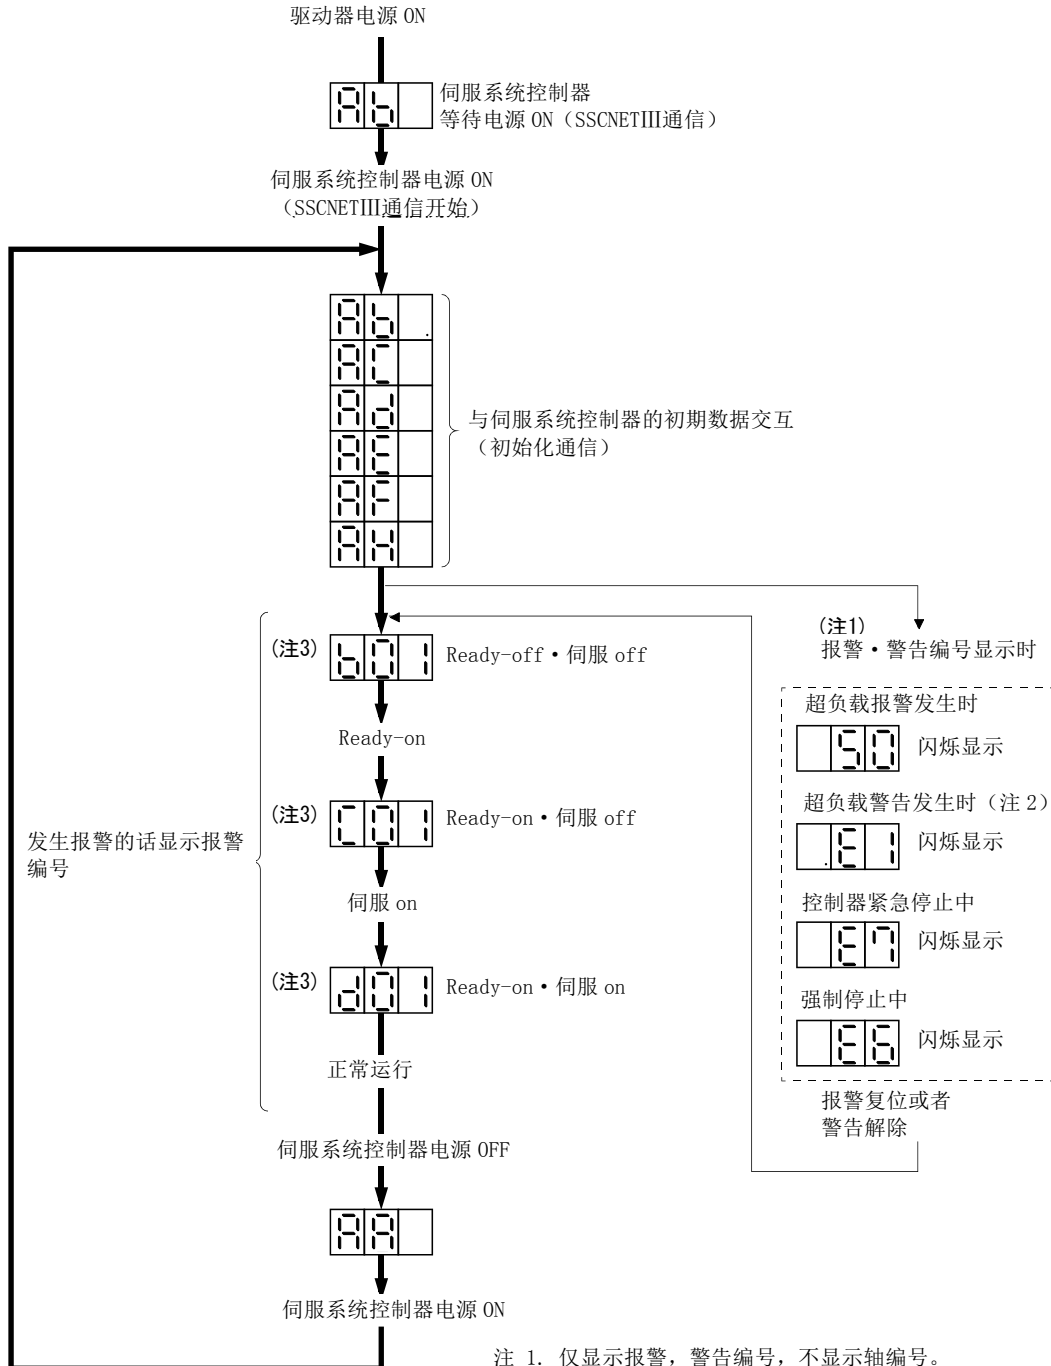 驱动器电源 ON
Ab
伺服系统控制器
等待电源 ON（SSCNETⅢ通信）
伺服系统控制器电源 ON
（SSCNETⅢ通信开始）
Ab.
AC
Ad
AE
AF
AH
与伺服系统控制器的初期数据交互
（初始化通信）
(注1)
报警・警告编号显示时
(注3)
b01
Ready-off・伺服 off
Ready-on
(注3)
C01
Ready-on・伺服 off
发生报警的话显示报警
编号
伺服 on
(注3)
d01
Ready-on・伺服 on
正常运行
超负载报警发生时
50
闪烁显示
超负载警告发生时（注 2）
.E1
闪烁显示
控制器紧急停止中
E7
闪烁显示
强制停止中
E6
闪烁显示
报警复位或者
警告解除
伺服系统控制器电源 OFF
AA
伺服系统控制器电源 ON
注 1. 仅显示报警，警告编号，不显示轴编号。